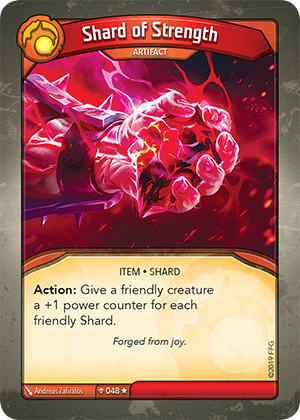 Shard of Strength
ARTIFACT
ITEM • SHARD
Action: Give a friendly creature
a +1 power counter for each
friendly Shard.
Forged from joy.
Andreas Zafiratos
048★
©2019 FFG